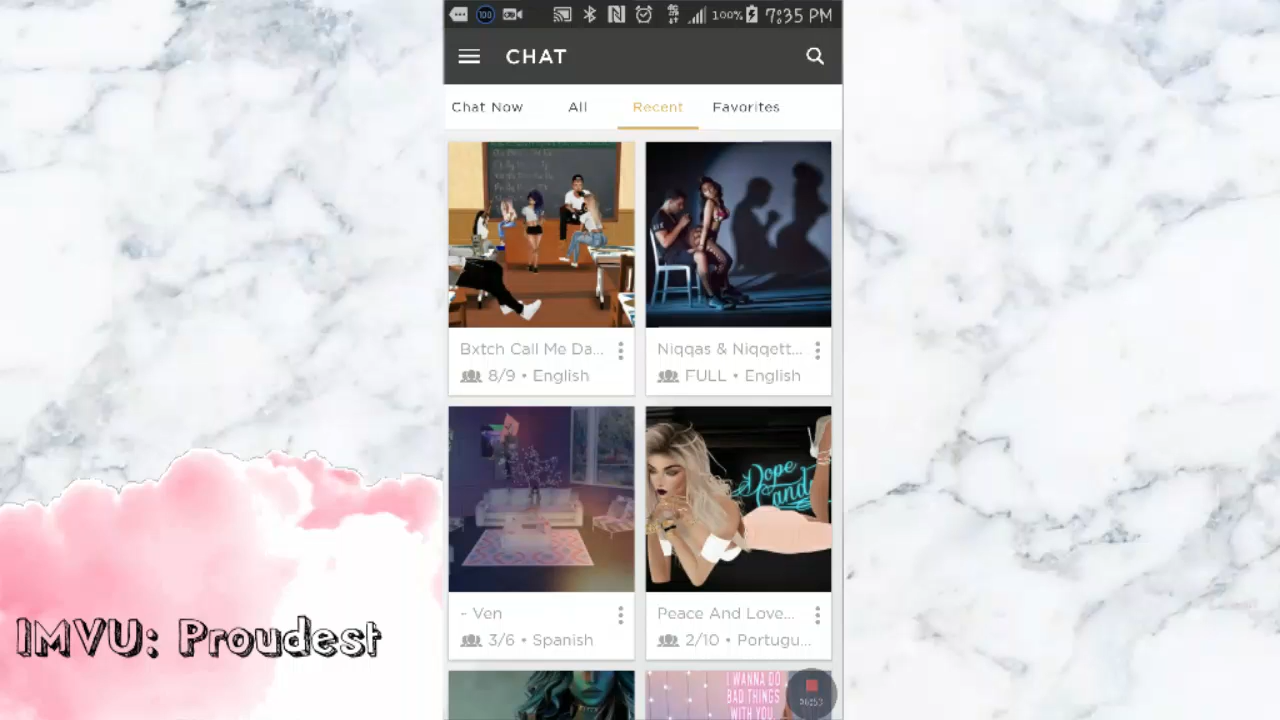 100 100% 7:35 PM
CHAT
Chat Now All Recent Favorites
Bxtch Call Me Da...
8/9 • English
Niqqas & Niqqett...
FULL • English
Dope
- Ven
3/6 • Spanish
Peace And Love...
2/10 • Portugu...
I WANNA DO
BAD THINGS
WITH YOU
IMVU: Proudest